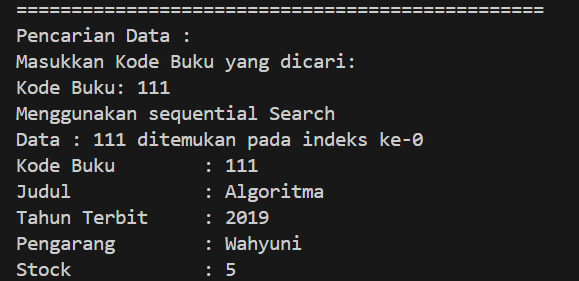 ================================================
Pencarian Data :
Masukkan Kode Buku yang dicari:
Kode Buku: 111
Menggunakan sequential Search
Data : 111 ditemukan pada indeks ke-0
Kode Buku        : 111
Judul            : Algoritma
Tahun Terbit     : 2019
Pengarang        : Wahyuni
Stock            : 5